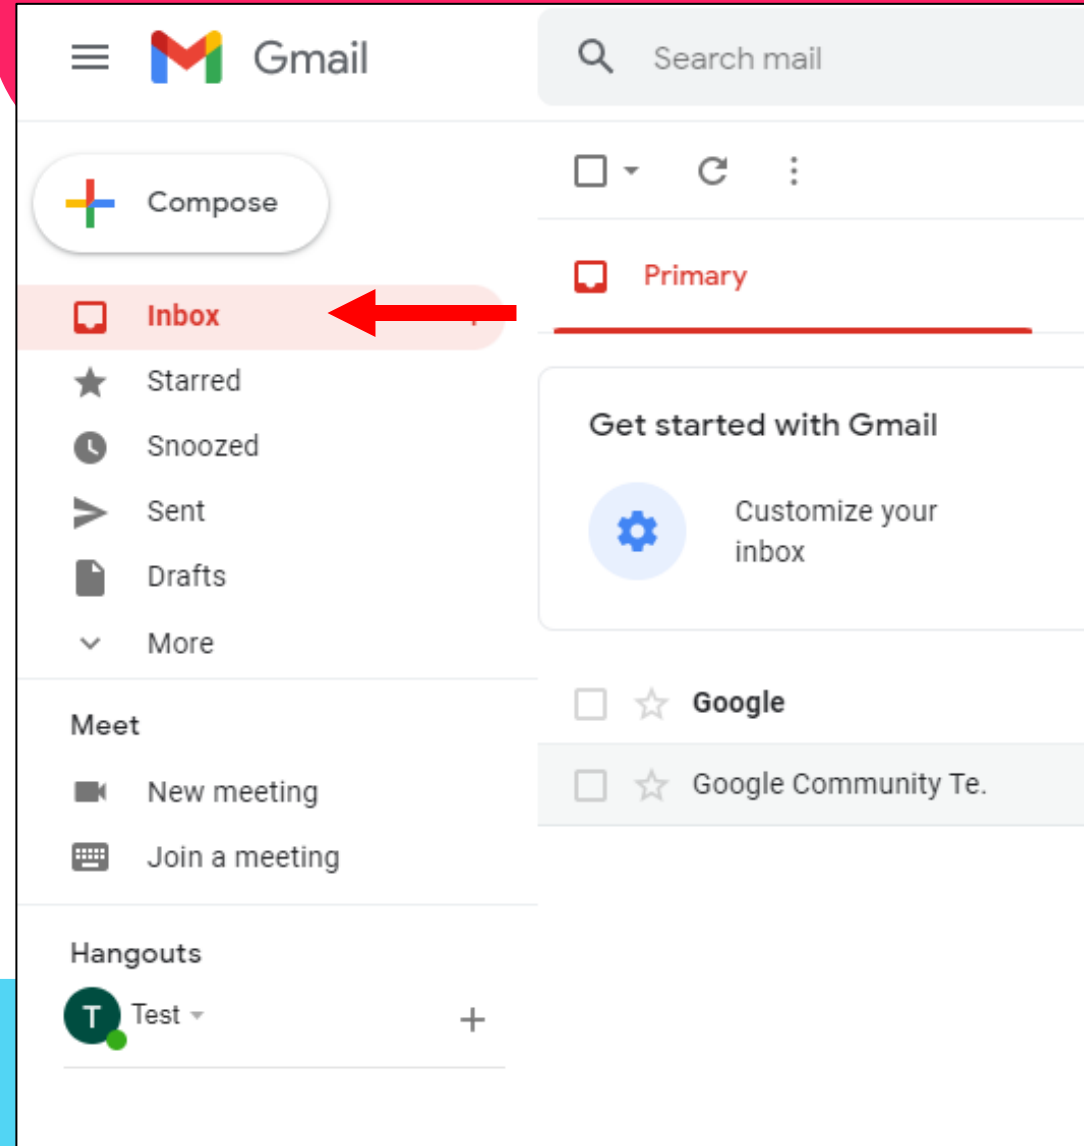 Gmail
Search mail
Compose
Primary
Inbox
Starred
Snoozed
Sent
Drafts
More
Get started with Gmail
Customize your
inbox
Google
Google Community Te.
Meet
New meeting
Join a meeting
Hangouts
T
Test